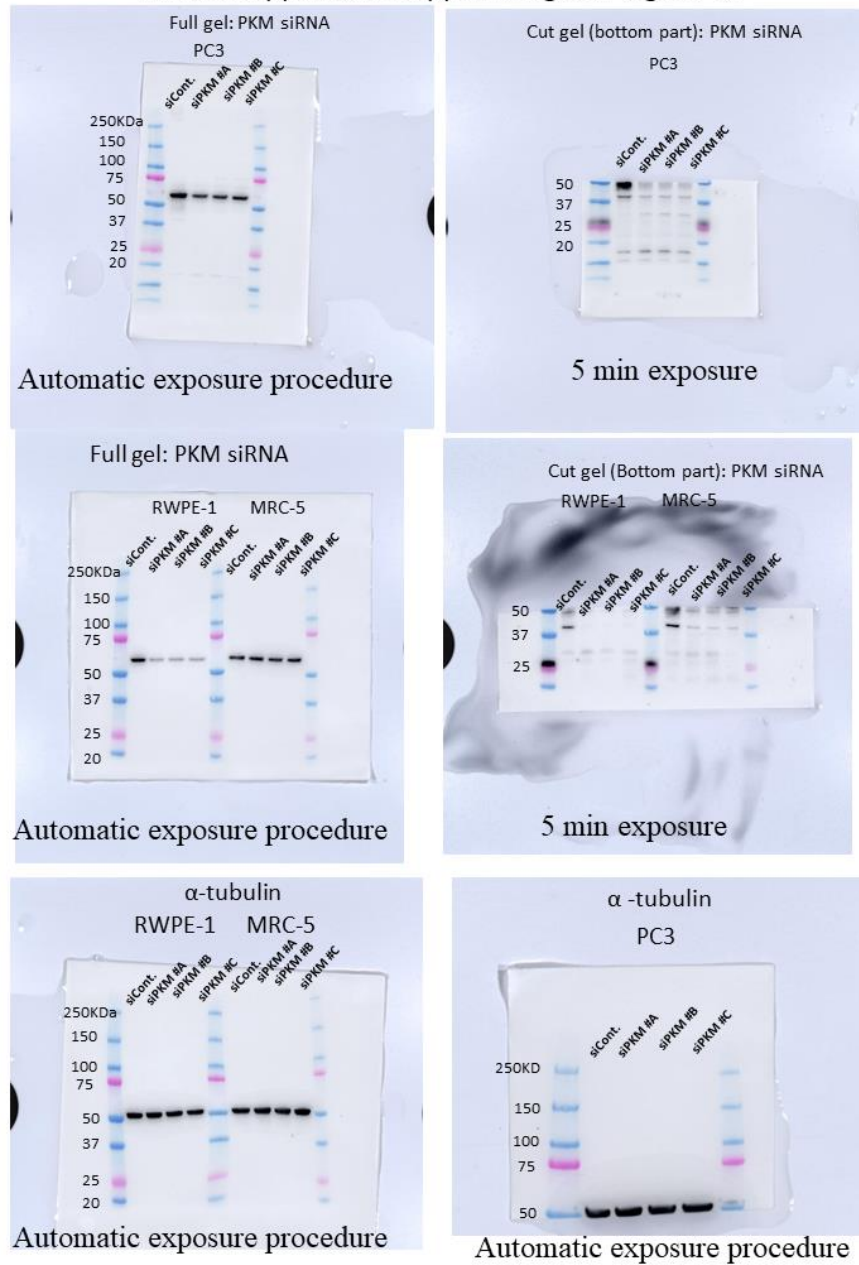 Full gel: PKM siRNA
PC3
siCont. siPKM #A siPKM #B siPKM #C
250KDa
150
100
75
50
37
25
20
Automatic exposure procedure
Cut gel (bottom part): PKM siRNA
PC3
siCont. siPKM #A siPKM #B siPKM #C
50
37
25
20
5 min exposure
Full gel: PKM siRNA
RWPE-1 MRC-5
siCont. siPKM #A siPKM #B siPKM #C siCont. siPKM #A siPKM #B siPKM #C
250KDa
150
100
75
50
37
25
20
Automatic exposure procedure
Cut gel (Bottom part): PKM siRNA
RWPE-1 MRC-5
siCont. siPKM #A siPKM #B siPKM #C siCont. siPKM #A siPKM #B siPKM #C
50
37
25
5 min exposure
α-tubulin
RWPE-1 MRC-5
siCont. siPKM #A siPKM #B siPKM #C siCont. siPKM #A siPKM #B siPKM #C
250KDa
150
100
75
50
37
25
20
Automatic exposure procedure
α -tubulin
PC3
siCont. siPKM #A siPKM #B siPKM #C
250KD
150
100
75
50
Automatic exposure procedure